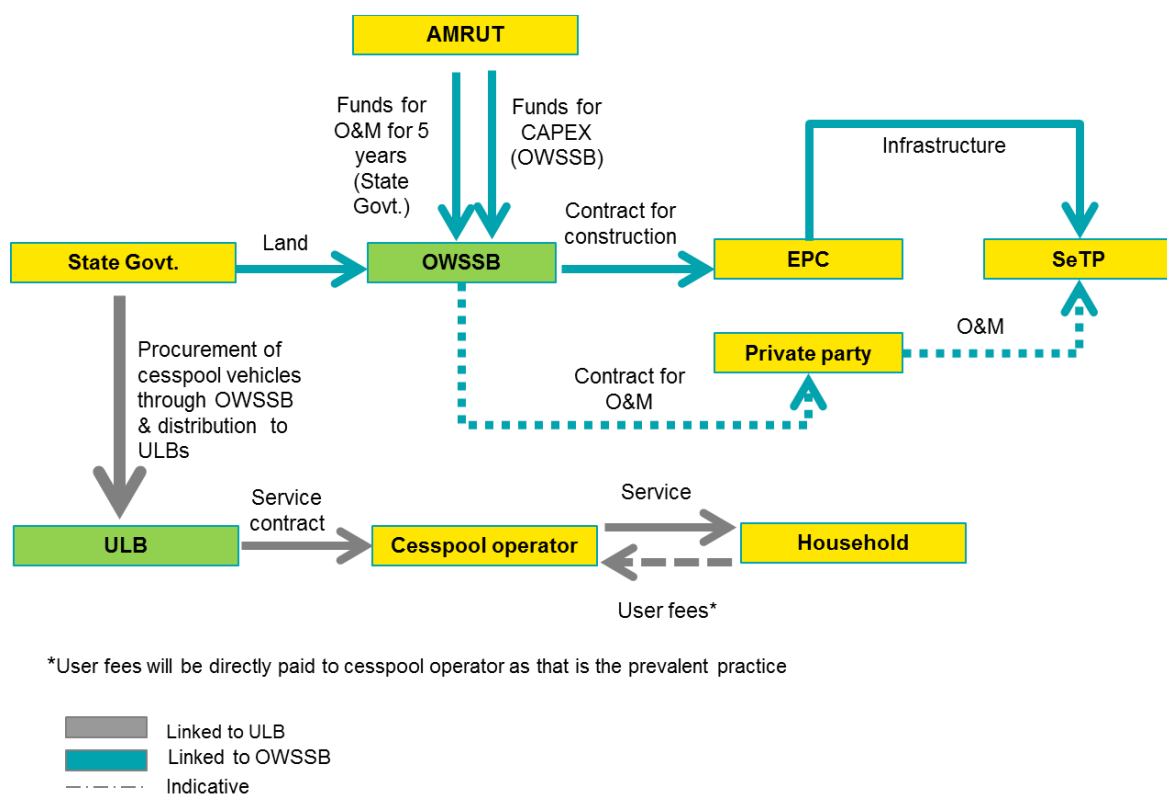 AMRUT
Funds for
O&M for 5
years
(State
Govt.)
Funds for
CAPEX
(OWSSB)
Infrastructure
Land
Contract for
construction
State Govt.
OWSSB
EPC
SeTP
Procurement of
cesspool vehicles
through OWSSB
& distribution to
ULBs
Contract for
O&M
Private party
O&M
Service
contract
Service
ULB
Cesspool operator
Household
User fees*
*User fees will be directly paid to cesspool operator as that is the prevalent practice
Linked to ULB
Linked to OWSSB
Indicative